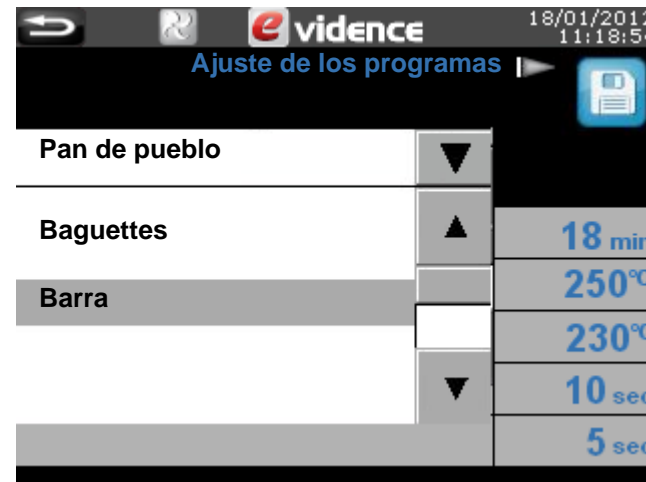 evidence 18/01/2012
11:18:5
Ajuste de los programas
Pan de pueblo
Baguettes
18 min
250°C
Barra
230°C
10 sec
5 sec